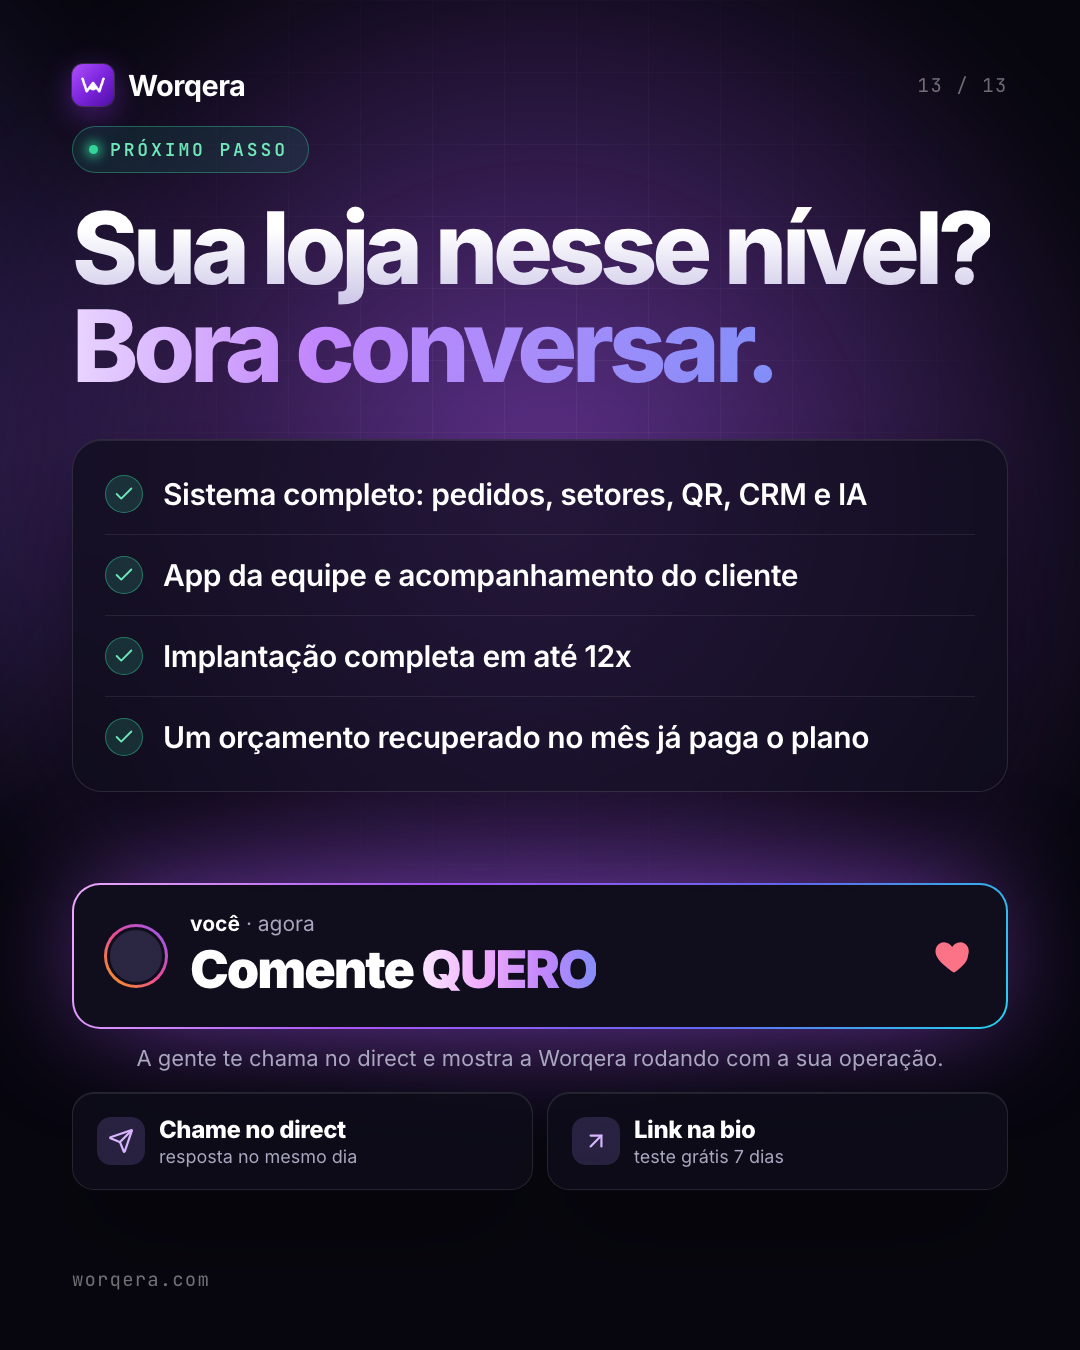 Worqera
13 / 13
PRÓXIMO PASSO
Sua loja nesse nível?
Bora conversar.
Sistema completo: pedidos, setores, QR, CRM e IA
App da equipe e acompanhamento do cliente
Implantação completa em até 12x
Um orçamento recuperado no mês já paga o plano
você · agora
Comente QUERO
A gente te chama no direct e mostra a Worqera rodando com a sua operação.
Chame no direct
resposta no mesmo dia
Link na bio
teste grátis 7 dias
worqera.com